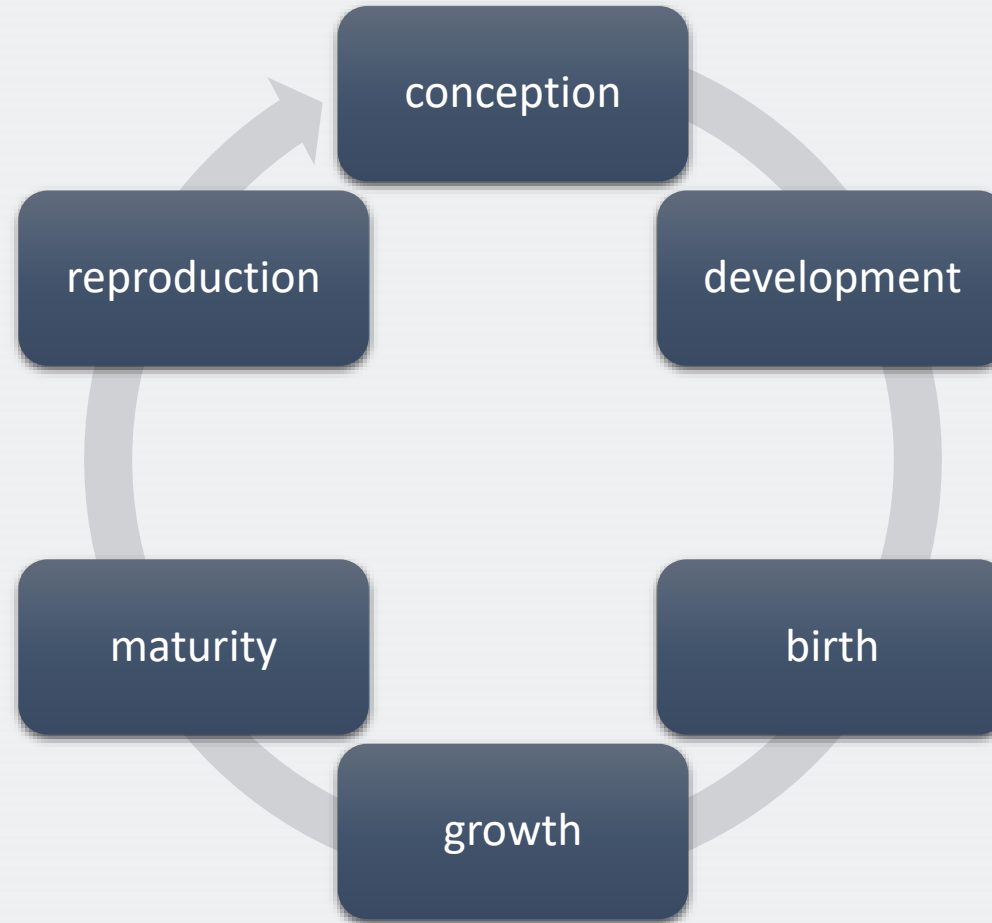 conception
development
birth
growth
maturity
reproduction